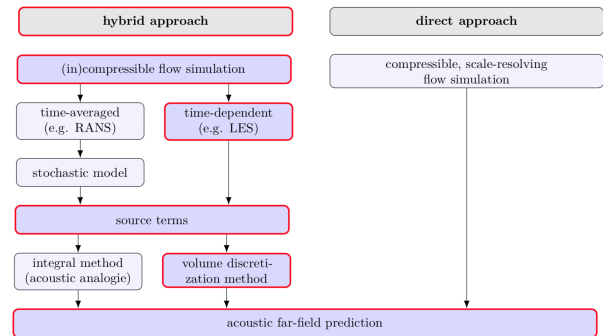 hybrid approach
direct approach
(in)compressible flow simulation
compressible, scale-resolving
flow simulation
time-averaged
(e.g. RANS)
time-dependent
(e.g. LES)
stochastic model
source terms
integral method
(acoustic analogie)
volume discreti-
zation method
acoustic far-field prediction